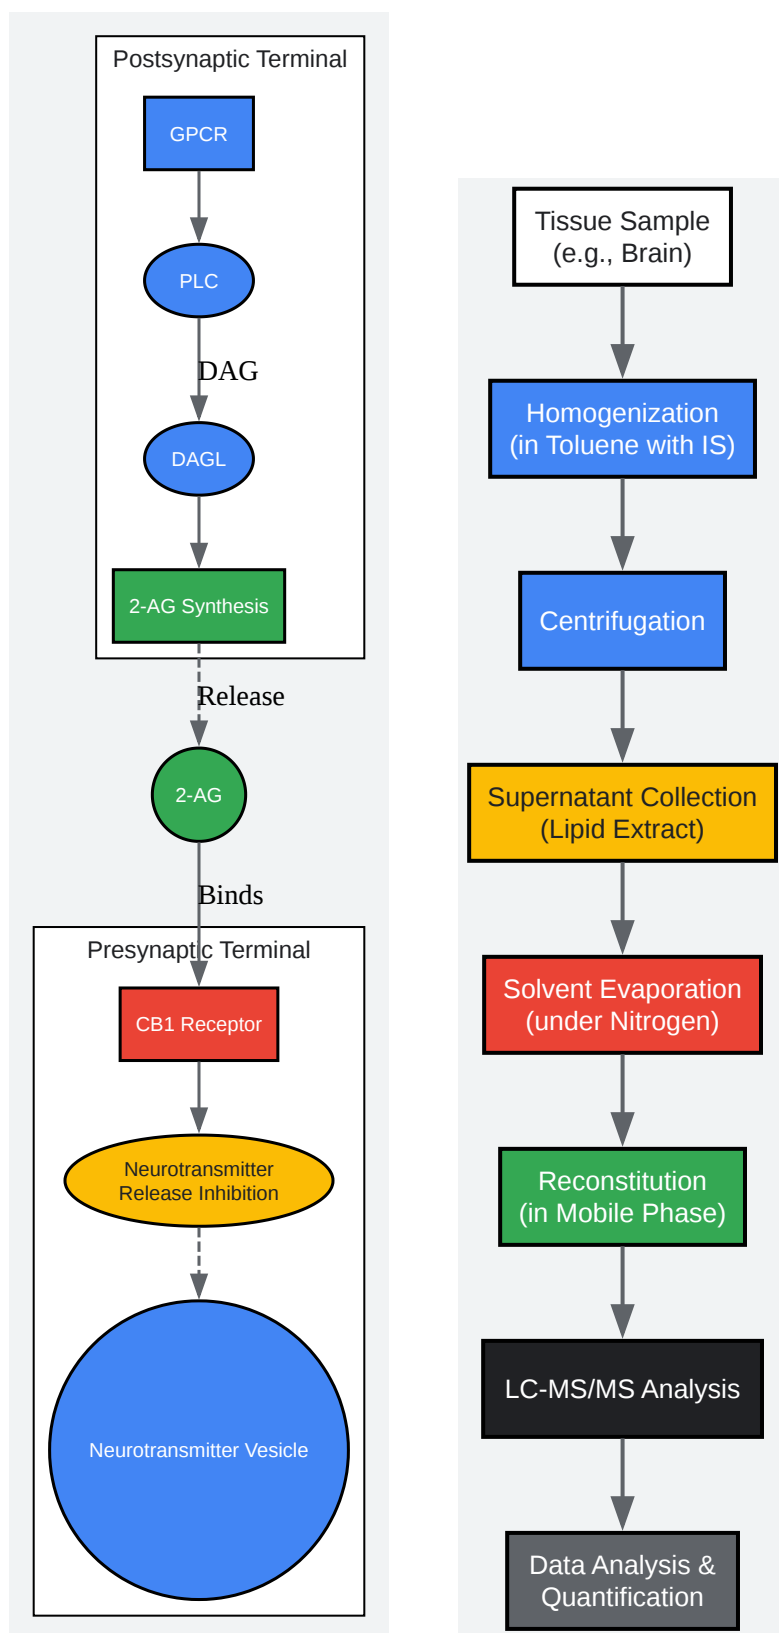 Postsynaptic Terminal
GPCR
PLC
DAG
DAGL
2-AG Synthesis
Release
2-AG
Binds
Presynaptic Terminal
CB1 Receptor
Neurotransmitter
Release Inhibition
Neurotransmitter Vesicle
Tissue Sample
(e.g., Brain)
Homogenization
(in Toluene with IS)
Centrifugation
Supernatant Collection
(Lipid Extract)
Solvent Evaporation
(under Nitrogen)
Reconstitution
(in Mobile Phase)
LC-MS/MS Analysis
Data Analysis &
Quantification